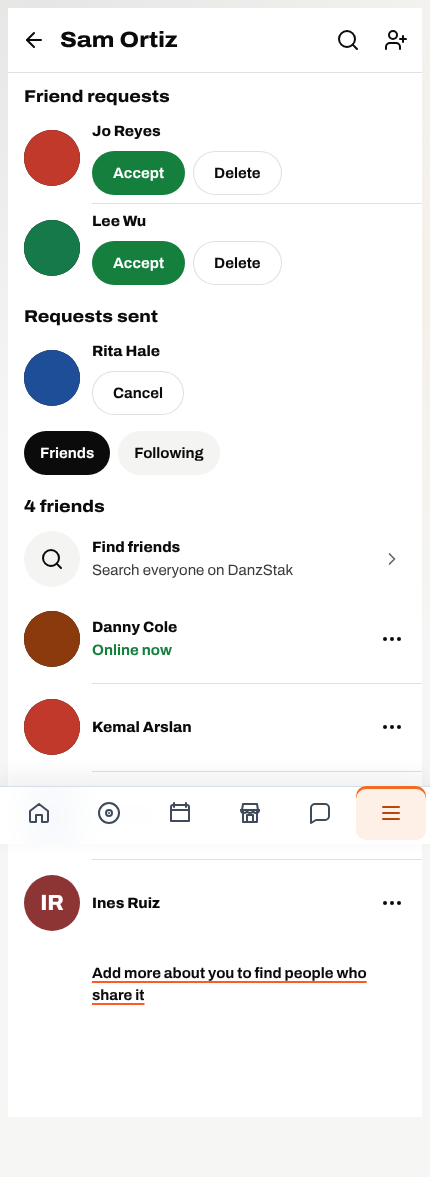 Sam Ortiz
Friend requests
Jo Reyes
Accept
Delete
Lee Wu
Accept
Delete
Requests sent
Rita Hale
Cancel
Friends
Following
4 friends
Find friends
Search everyone on DanzStak
Danny Cole
Online now
Kemal Arslan
IR
Ines Ruiz
Add more about you to find people who
share it